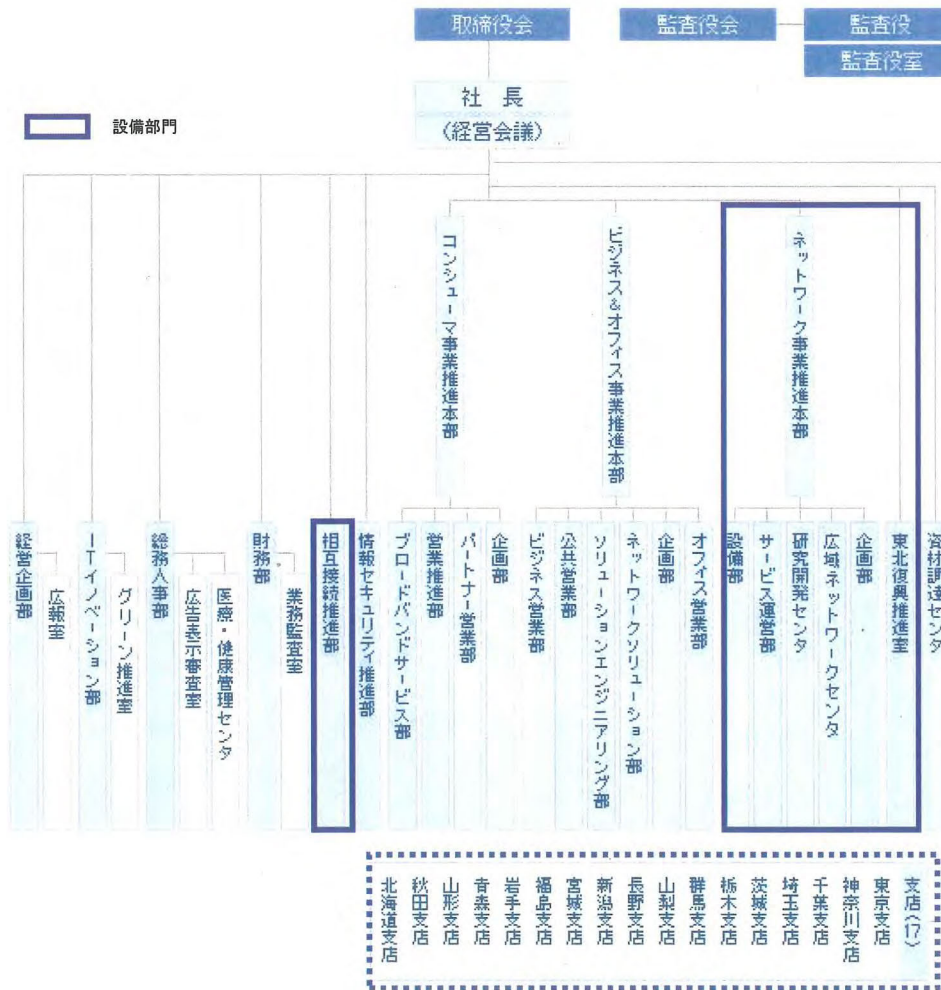 取締役会
監査役会
監査役
監査役室
社 長
(経営会議)
設備部門
コンシューマ事業推進本部
ビジネス&オフィス事業推進本部
ネットワーク事業推進本部
経営企画部
広報室
ITイノベーション部
グリーン推進室
総務人事部
広告表示審査室
医療・健康管理センタ
財務部
業務監査室
相互接続推進部
情報セキュリティ推進部
ブロードバンドサービス部
営業推進部
パートナー営業部
企画部
ビジネス営業部
公共営業部
ソリューションエンジニアリング部
ネットワークソリューション部
企画部
オフィス営業部
設備部
サービス運営部
研究開発センタ
広域ネットワークセンタ
企画部
東北復興推進室
資材調達センタ
支店(17)
東京支店
神奈川支店
千葉支店
埼玉支店
茨城支店
栃木支店
群馬支店
山梨支店
長野支店
新潟支店
宮城支店
福島支店
岩手支店
青森支店
山形支店
秋田支店
北海道支店